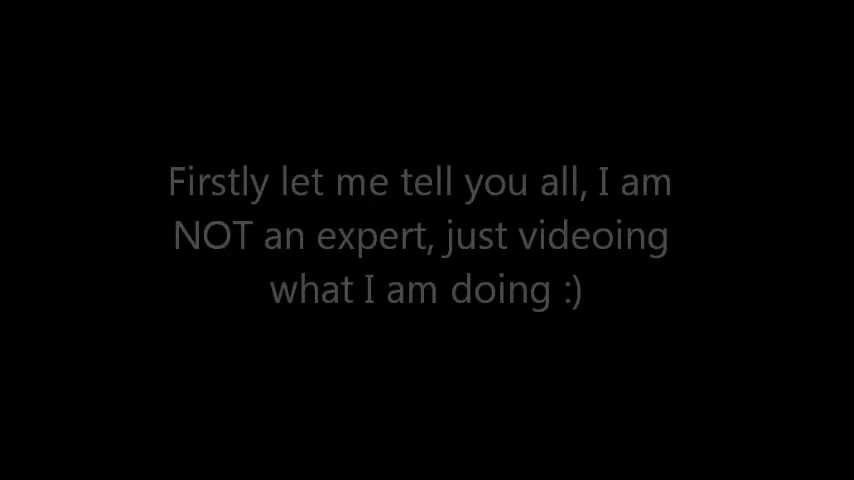 Firstly let me tell you all, I am
NOT an expert, just videoing
what I am doing :)